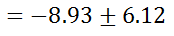 = −8.93 ± 6.12